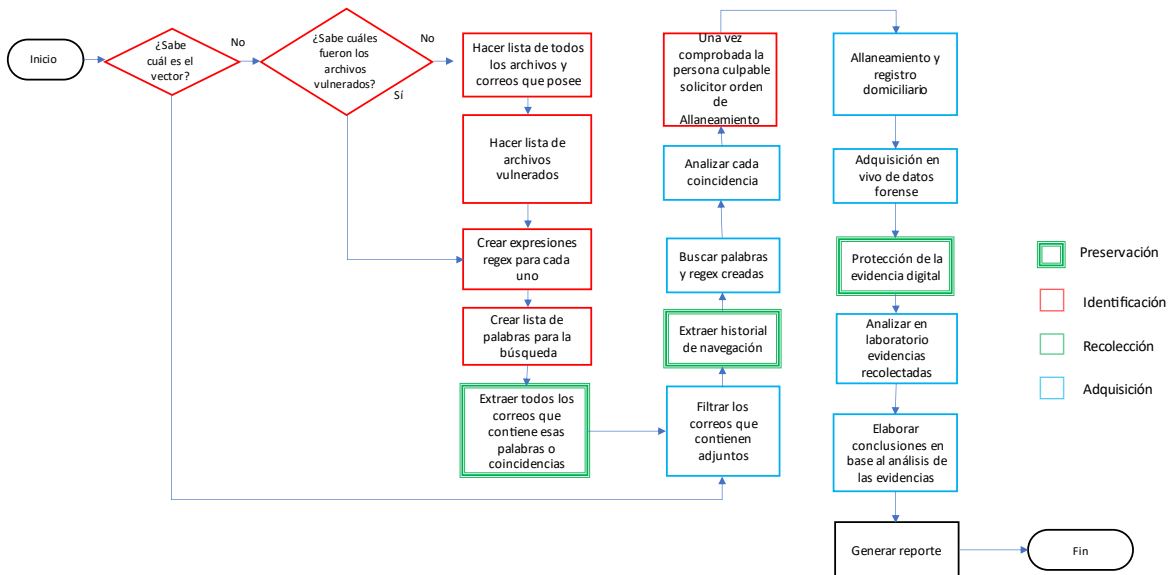 Inicio
¿Sabe
cuál es el
vector?
No
¿Sabe cuáles
fueron los
archivos
vulnerados?
No
Sí
Hacer lista de todos
los archivos y
correos que posee
Hacer lista de
archivos
vulnerados
Crear expresiones
regex para cada
uno
Crear lista de
palabras para la
búsqueda
Extraer todos los
correos que
contiene esas
palabras o
coincidencias
Filtrar los
correos que
contienen
adjuntos
Extraer historial
de navegación
Buscar palabras
y regex creadas
Analizar cada
coincidencia
Una vez
comprobada la
persona culpable
solicitor orden
de
Allaneamiento
Allaneamiento y
registro
domiciliario
Adquisición en
vivo de datos
forense
Protección de la
evidencia digital
Analizar en
laboratorio
evidencias
recolectadas
Elaborar
conclusiones en
base al análisis de
las evidencias
Generar reporte
Fin
Preservación
Identificación
Recolección
Adquisición